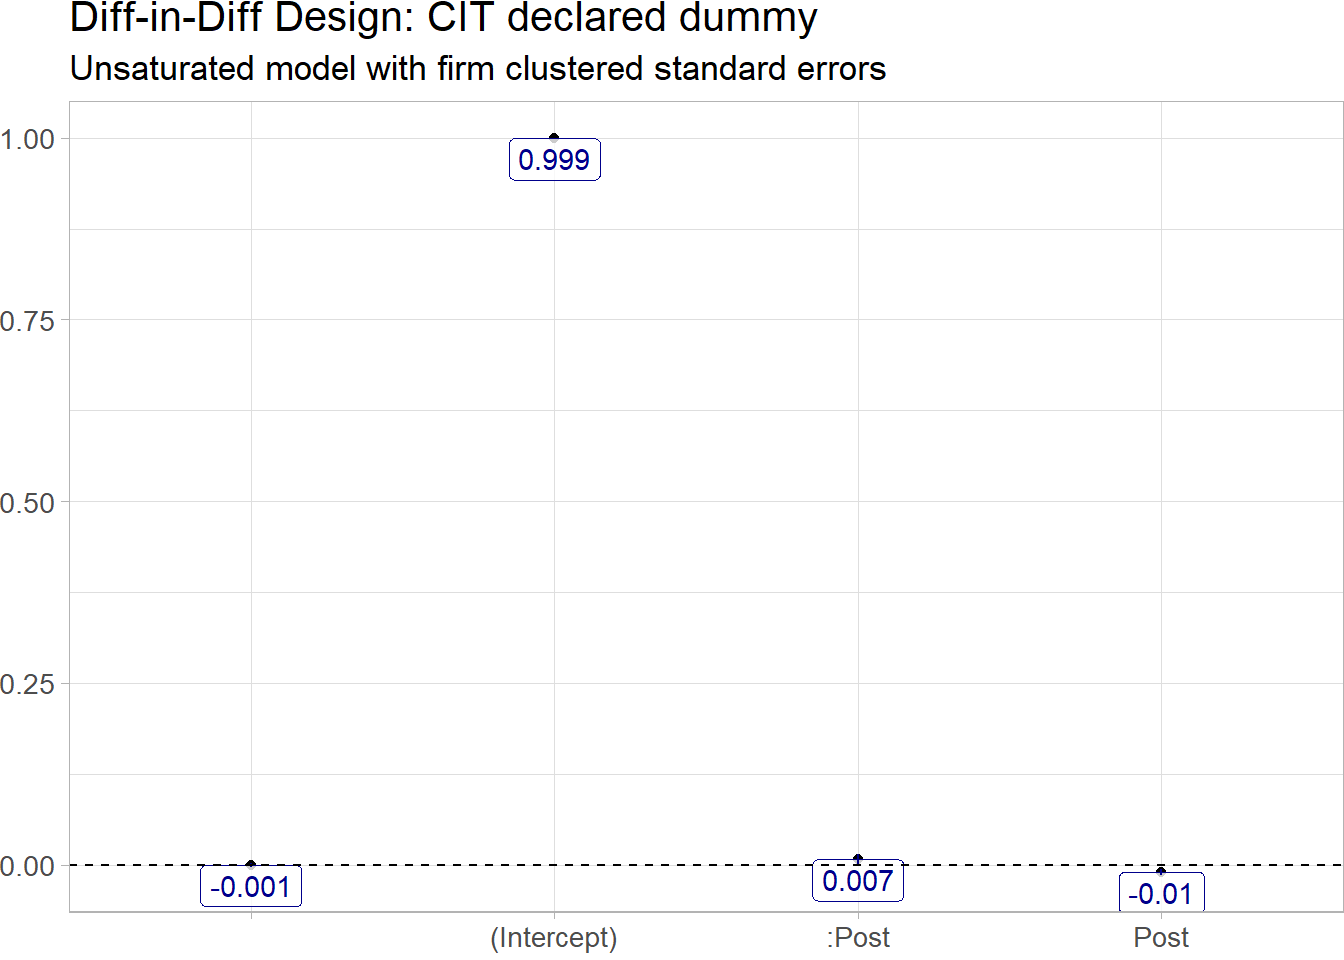 Diff-in-Diff Design: CIT declared dummy
Unsaturated model with firm clustered standard errors
1.00
0.999
0.75
0.50
0.25
0.00
-0.001
0.007
-0.01
(Intercept)
:Post
Post